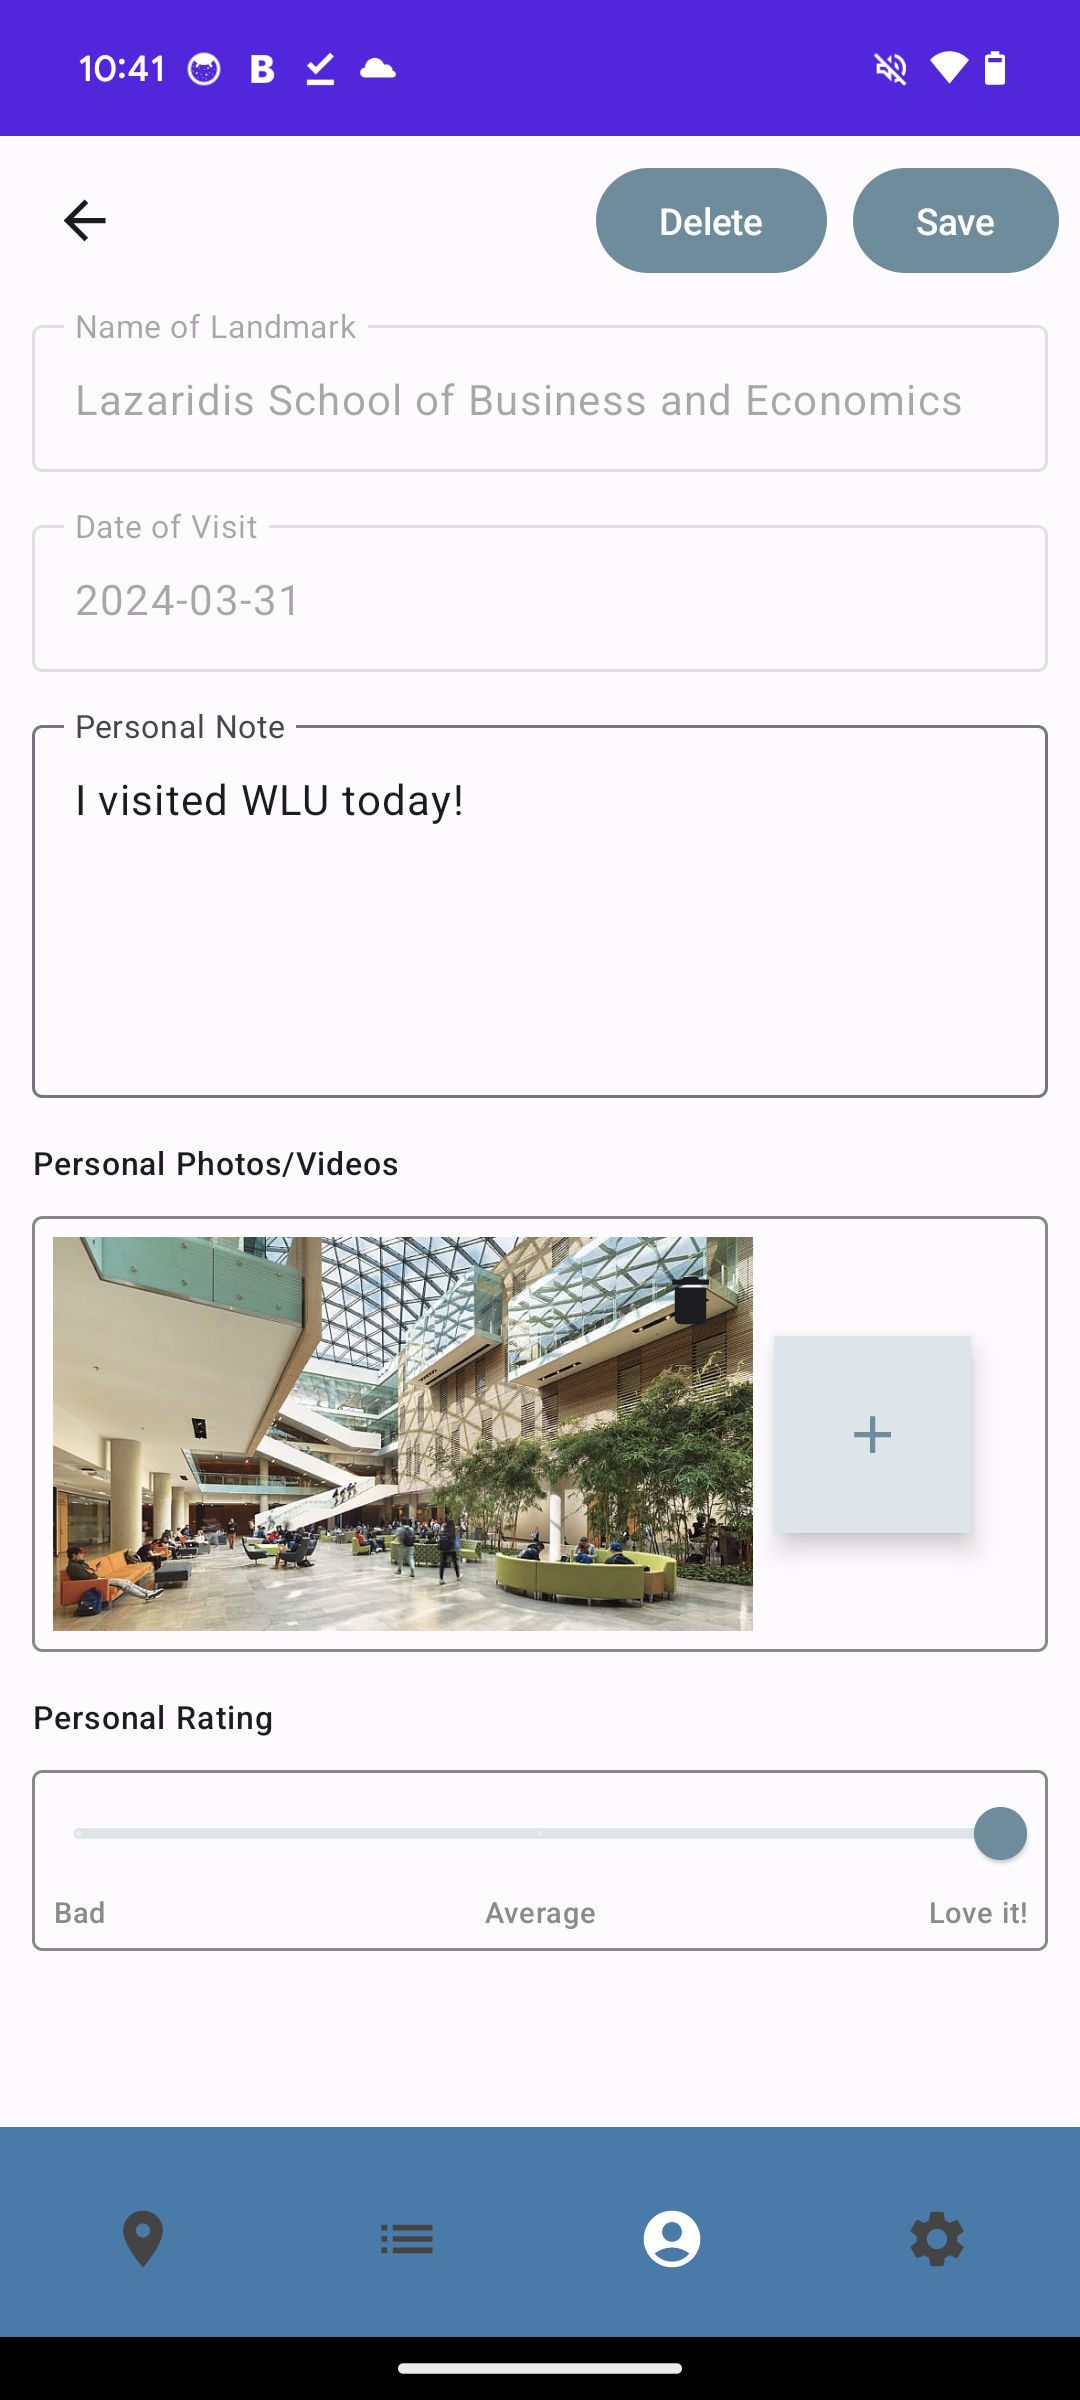 10:41 B
Delete Save
Name of Landmark
Lazaridis School of Business and Economics
Date of Visit
2024-03-31
Personal Note
I visited WLU today!
Personal Photos/Videos
Personal Rating
Bad Average Love it!